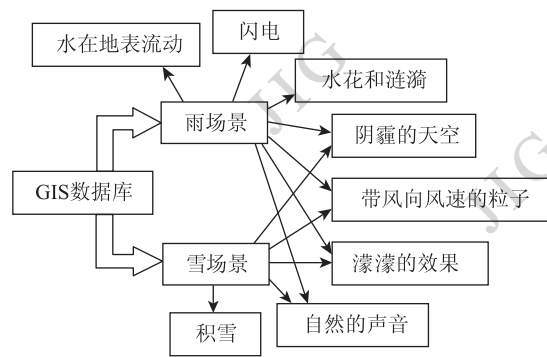 闪电
水在地表流动
水花和涟漪
雨场景
阴霾的天空
GIS数据库
带风向风速的粒子
雪场景
濛濛的效果
积雪
自然的声音
JIG
JIG